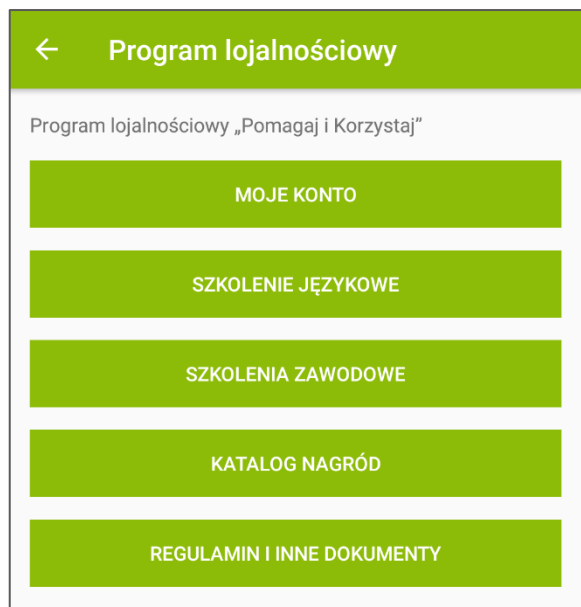 Program lojalnościowy
Program lojalnościowy „Pomagaj i Korzystaj”
MOJE KONTO
SZKOLENIE JĘZYKOWE
SZKOLENIA ZAWODOWE
KATALOG NAGRÓD
REGULAMIN I INNE DOKUMENTY